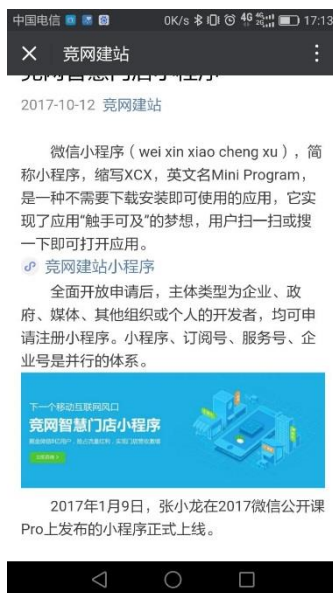 中国电信 0K/s 4G 2G 17:13
竞网建站
竞网智慧门店小程序
2017-10-12 竞网建站
微信小程序（wei xin xiao cheng xu），简
称小程序，缩写XCX，英文名Mini Program，
是一种不需要下载安装即可使用的应用，它实
现了应用“触手可及”的梦想，用户扫一扫或搜
一下即可打开应用。
竞网建站小程序
全面开放申请后，主体类型为企业、政
府、媒体、其他组织或个人的开发者，均可申
请注册小程序。小程序、订阅号、服务号、企
业号是并行的体系。
下一个移动互联网风口
竞网智慧门店小程序
2017年1月9日，张小龙在2017微信公开课
Pro上发布的小程序正式上线。